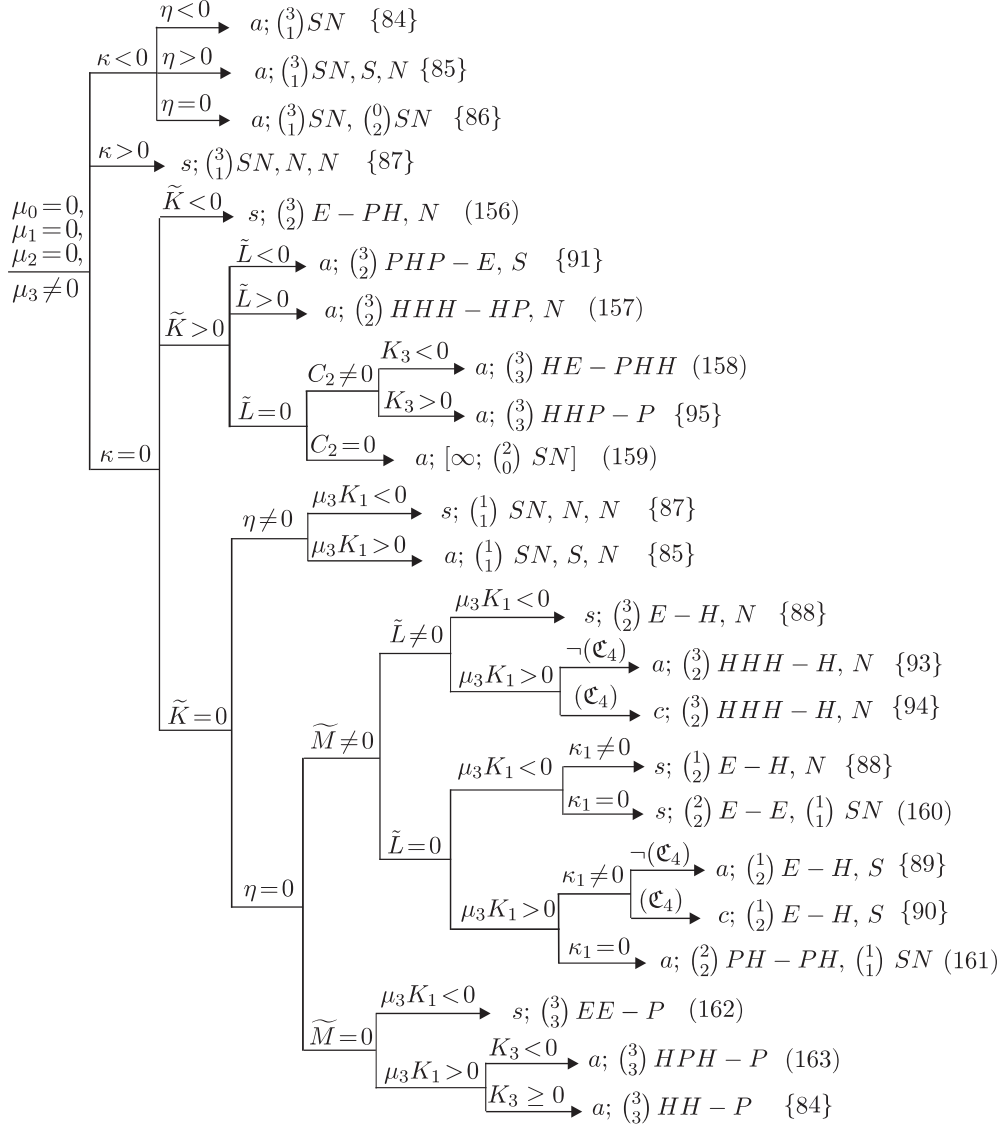 η<0 a; (3 1) SN {84}
κ<0 η>0 a; (3 1) SN, S, N {85}
η=0 a; (3 1) SN, (0 2) SN {86}
κ>0 s; (3 1) SN, N, N {87}
μ₀=0,
μ₁=0,
μ₂=0,
μ₃≠0
K̃<0 s; (3 2) E − PH, N (156)
L̃<0 a; (3 2) PHP − E, S {91}
K̃>0 L̃>0 a; (3 2) HHH − HP, N (157)
C₂≠0 K₃<0 a; (3 3) HE − PHH (158)
L̃=0 K₃>0 a; (3 3) HHP − P {95}
C₂=0 a; [∞; (2 0) SN] (159)
κ=0
η≠0 μ₃K₁<0 s; (1 1) SN, N, N {87}
μ₃K₁>0 a; (1 1) SN, S, N {85}
μ₃K₁<0 s; (3 2) E − H, N {88}
L̃≠0 ¬(ℭ₄) a; (3 2) HHH − H, N {93}
μ₃K₁>0 (ℭ₄) c; (3 2) HHH − H, N {94}
K̃=0
M̃≠0 κ₁≠0 s; (1 2) E − H, N {88}
μ₃K₁<0 κ₁=0 s; (2 2) E − E, (1 1) SN (160)
L̃=0 ¬(ℭ₄) a; (1 2) E − H, S {89}
κ₁≠0 (ℭ₄) c; (1 2) E − H, S {90}
η=0 μ₃K₁>0 κ₁=0 a; (2 2) PH − PH, (1 1) SN (161)
μ₃K₁<0 s; (3 3) EE − P (162)
M̃=0 K₃<0 a; (3 3) HPH − P (163)
μ₃K₁>0 K₃ ≥ 0 a; (3 3) HH − P {84}